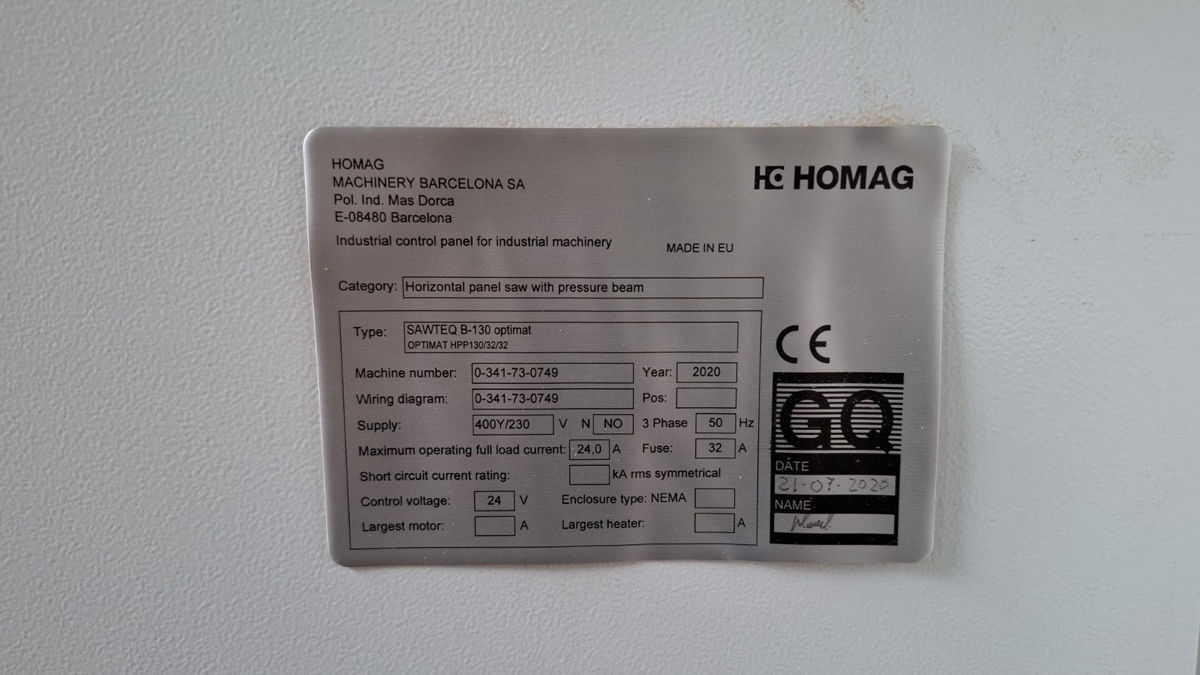 HOMAG
MACHINERY BARCELONA SA
Pol. Ind. Mas Dorca
E-08480 Barcelona
HOMAG
Industrial control panel for industrial machinery MADE IN EU
Category: Horizontal panel saw with pressure beam
Type: SAWTEQ B-130 optimat
OPTIMAT HPP130/32/32
Machine number: 0-341-73-0749 Year: 2020
Wiring diagram: 0-341-73-0749 Pos:
Supply: 400Y/230 V N NO 3 Phase 50 Hz
Maximum operating full load current: 24,0 A Fuse: 32 A
Short circuit current rating: kA rms symmetrical
Control voltage: 24 V Enclosure type: NEMA
Largest motor: A Largest heater: A
CE
GQ
DATE
21-07-2020
NAME